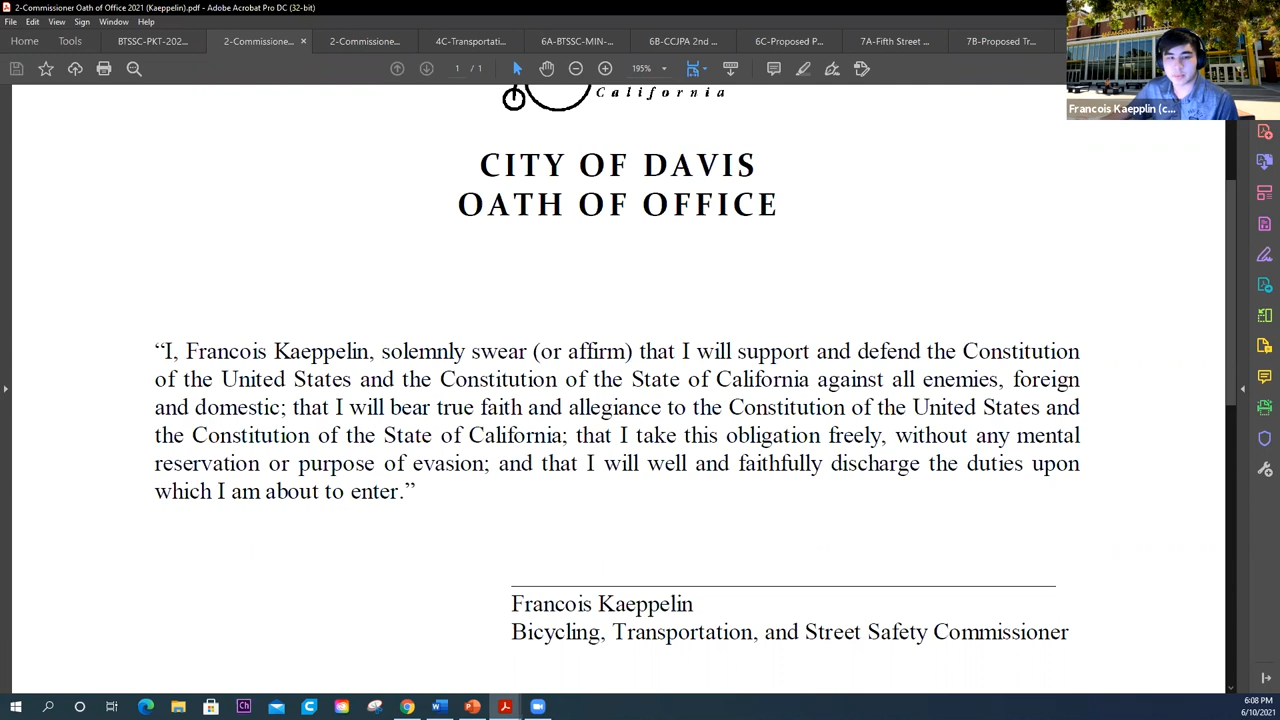 2-Commissioner Oath of Office 2021 (Kaeppelin).pdf - Adobe Acrobat Pro DC (32-bit)
File Edit View Sign Window Help
Home Tools BTSSC-PKT-202... 2-Commissione... × 2-Commissione... 4C-Transportati... 6A-BTSSC-MIN-... 6B-CCJPA 2nd ... 6C-Proposed P... 7A-Fifth Street ... 7B-Proposed Tr...
1 / 1 195%
Francois Kaepplin (c...
California
CITY OF DAVIS
OATH OF OFFICE
“I, Francois Kaeppelin, solemnly swear (or affirm) that I will support and defend the Constitution
of the United States and the Constitution of the State of California against all enemies, foreign
and domestic; that I will bear true faith and allegiance to the Constitution of the United States and
the Constitution of the State of California; that I take this obligation freely, without any mental
reservation or purpose of evasion; and that I will well and faithfully discharge the duties upon
which I am about to enter.”
Francois Kaeppelin
Bicycling, Transportation, and Street Safety Commissioner
Ch
6:08 PM
6/10/2021